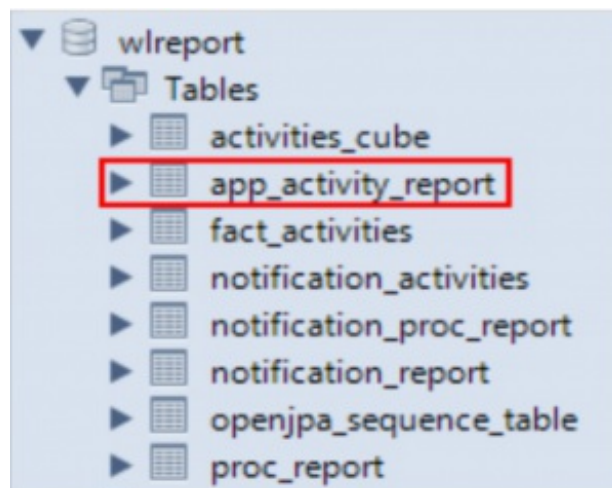 wlreport
Tables
activities_cube
app_activity_report
fact_activities
notification_activities
notification_proc_report
notification_report
openjpa_sequence_table
proc_report